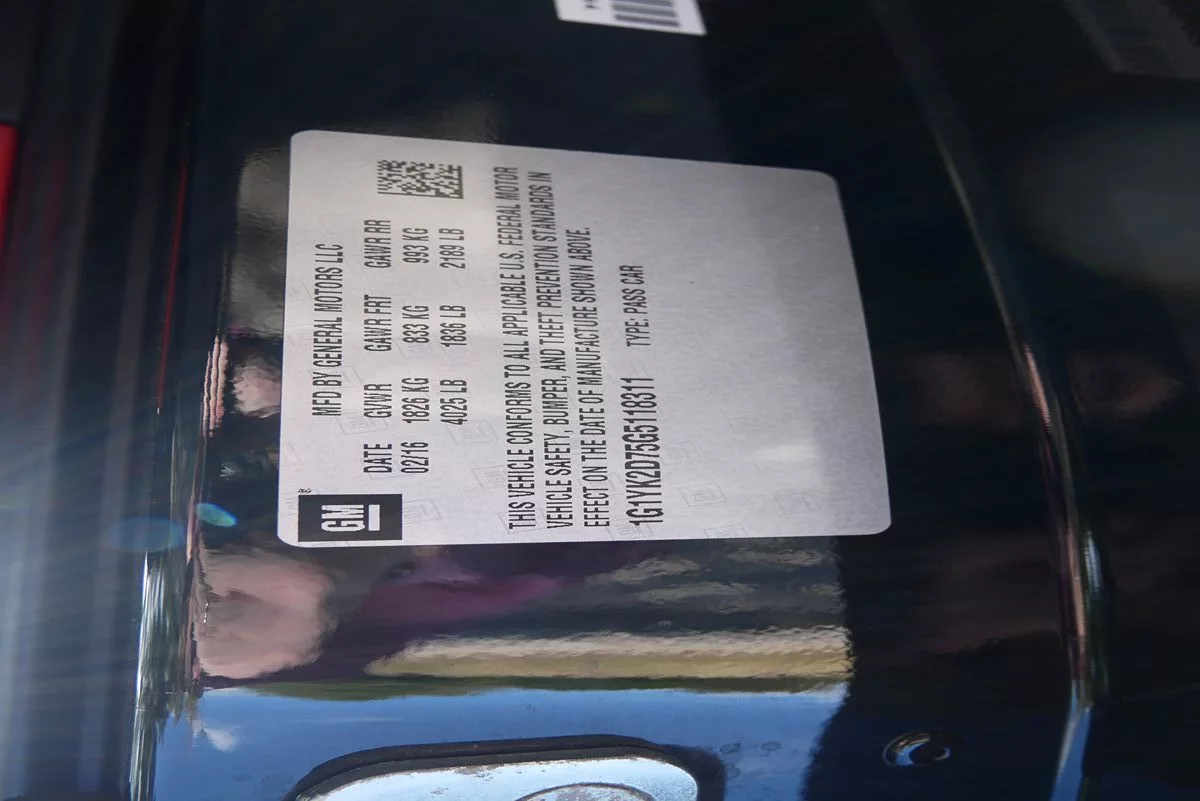 GM ®
MFD BY GENERAL MOTORS LLC
DATE GVWR GAWR FRT GAWR RR
02/16 1826 KG 833 KG 993 KG
4025 LB 1836 LB 2189 LB
THIS VEHICLE CONFORMS TO ALL APPLICABLE U.S. FEDERAL MOTOR
VEHICLE SAFETY, BUMPER, AND THEFT PREVENTION STANDARDS IN
EFFECT ON THE DATE OF MANUFACTURE SHOWN ABOVE.
1G1YK2D75G5118311 TYPE: PASS CAR